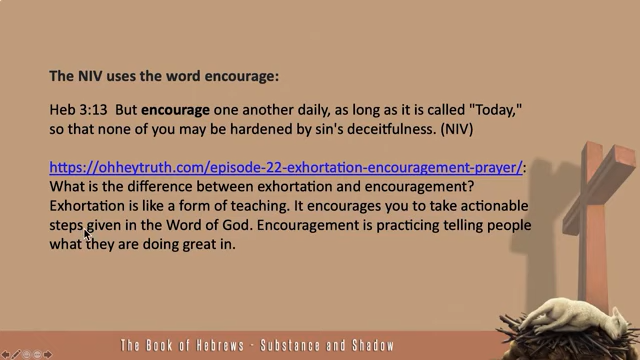 The NIV uses the word encourage:
Heb 3:13  But encourage one another daily, as long as it is called "Today,"
so that none of you may be hardened by sin's deceitfulness. (NIV)
https://ohheytruth.com/episode-22-exhortation-encouragement-prayer/:
What is the difference between exhortation and encouragement?
Exhortation is like a form of teaching. It encourages you to take actionable
steps given in the Word of God. Encouragement is practicing telling people
what they are doing great in.
The Book of Hebrews - Substance and Shadow